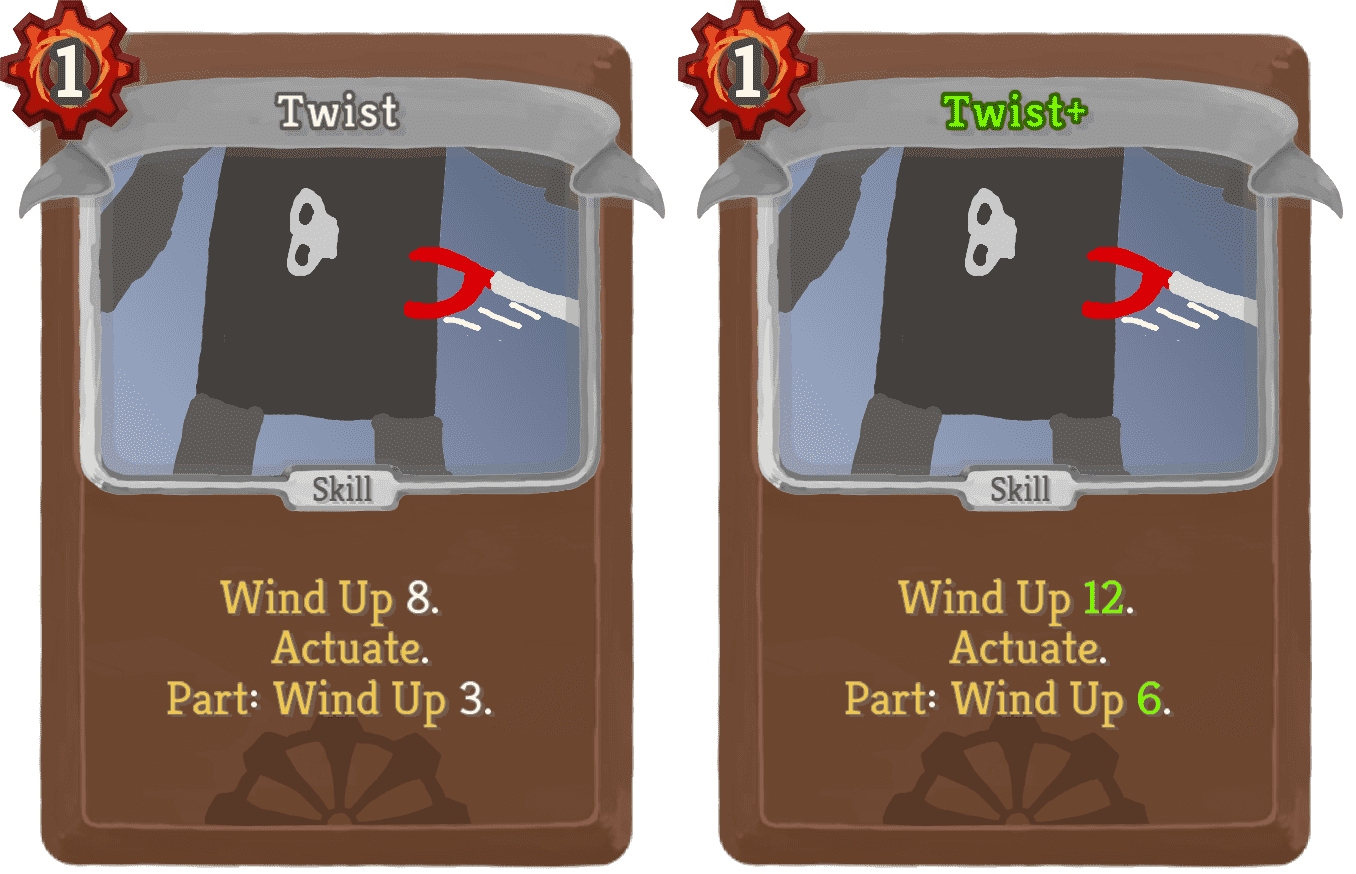 1
Twist
Skill
Wind Up 8.
Actuate.
Part: Wind Up 3.
1
Twist+
Skill
Wind Up 12.
Actuate.
Part: Wind Up 6.